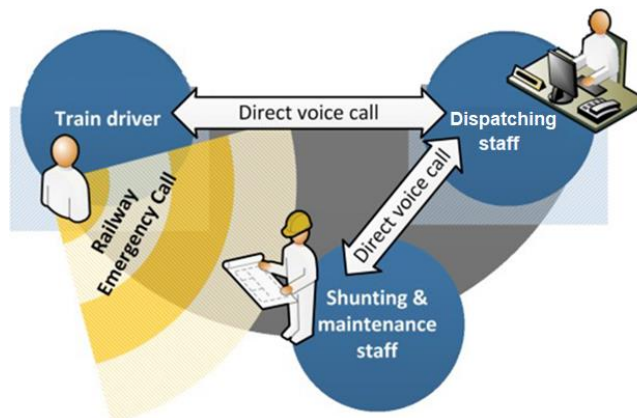 Train driver
Direct voice call
Dispatching
staff
Railway
Emergency Call
Direct voice call
Shunting &
maintenance
staff